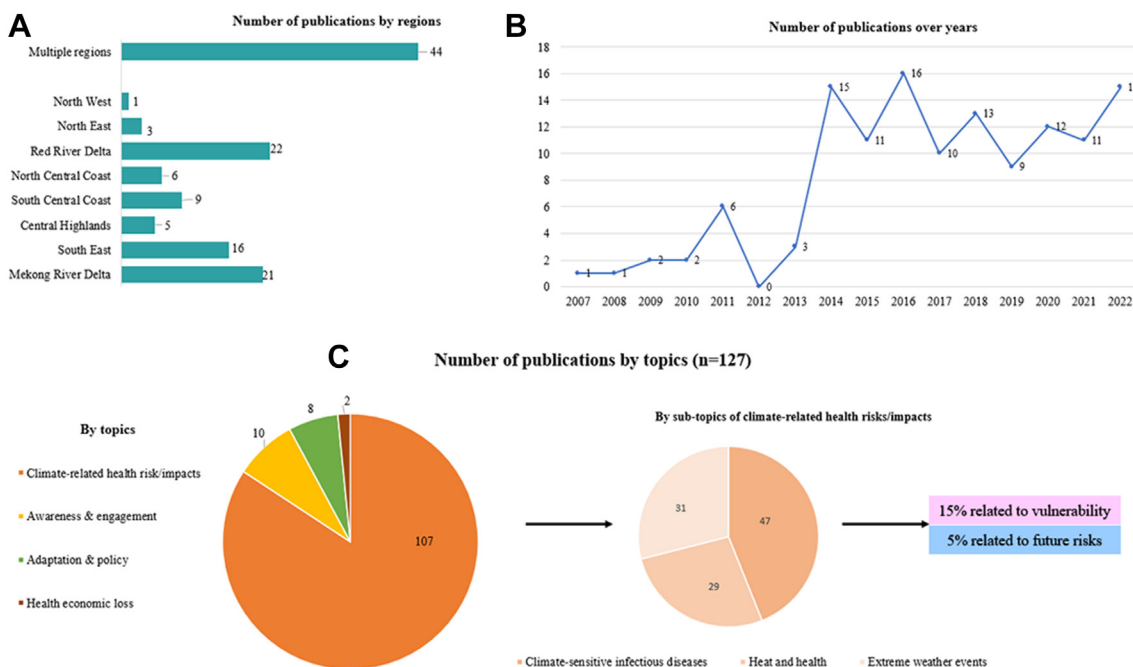 A
Number of publications by regions
Multiple regions
44
North West
1
North East
3
Red River Delta
22
North Central Coast
6
South Central Coast
9
Central Highlands
5
South East
16
Mekong River Delta
21
B
Number of publications over years
18
16
14
12
10
8
6
4
2
0
1
1
2
2
6
0
3
15
11
16
10
13
9
12
11
1
2007 2008 2009 2010 2011 2012 2013 2014 2015 2016 2017 2018 2019 2020 2021 2022
C
Number of publications by topics (n=127)
By topics
Climate-related health risk/impacts
Awareness & engagement
Adaptation & policy
Health economic loss
2
8
10
107
By sub-topics of climate-related health risks/impacts
31
47
29
Climate-sensitive infectious diseases
Heat and health
Extreme weather events
15% related to vulnerability
5% related to future risks